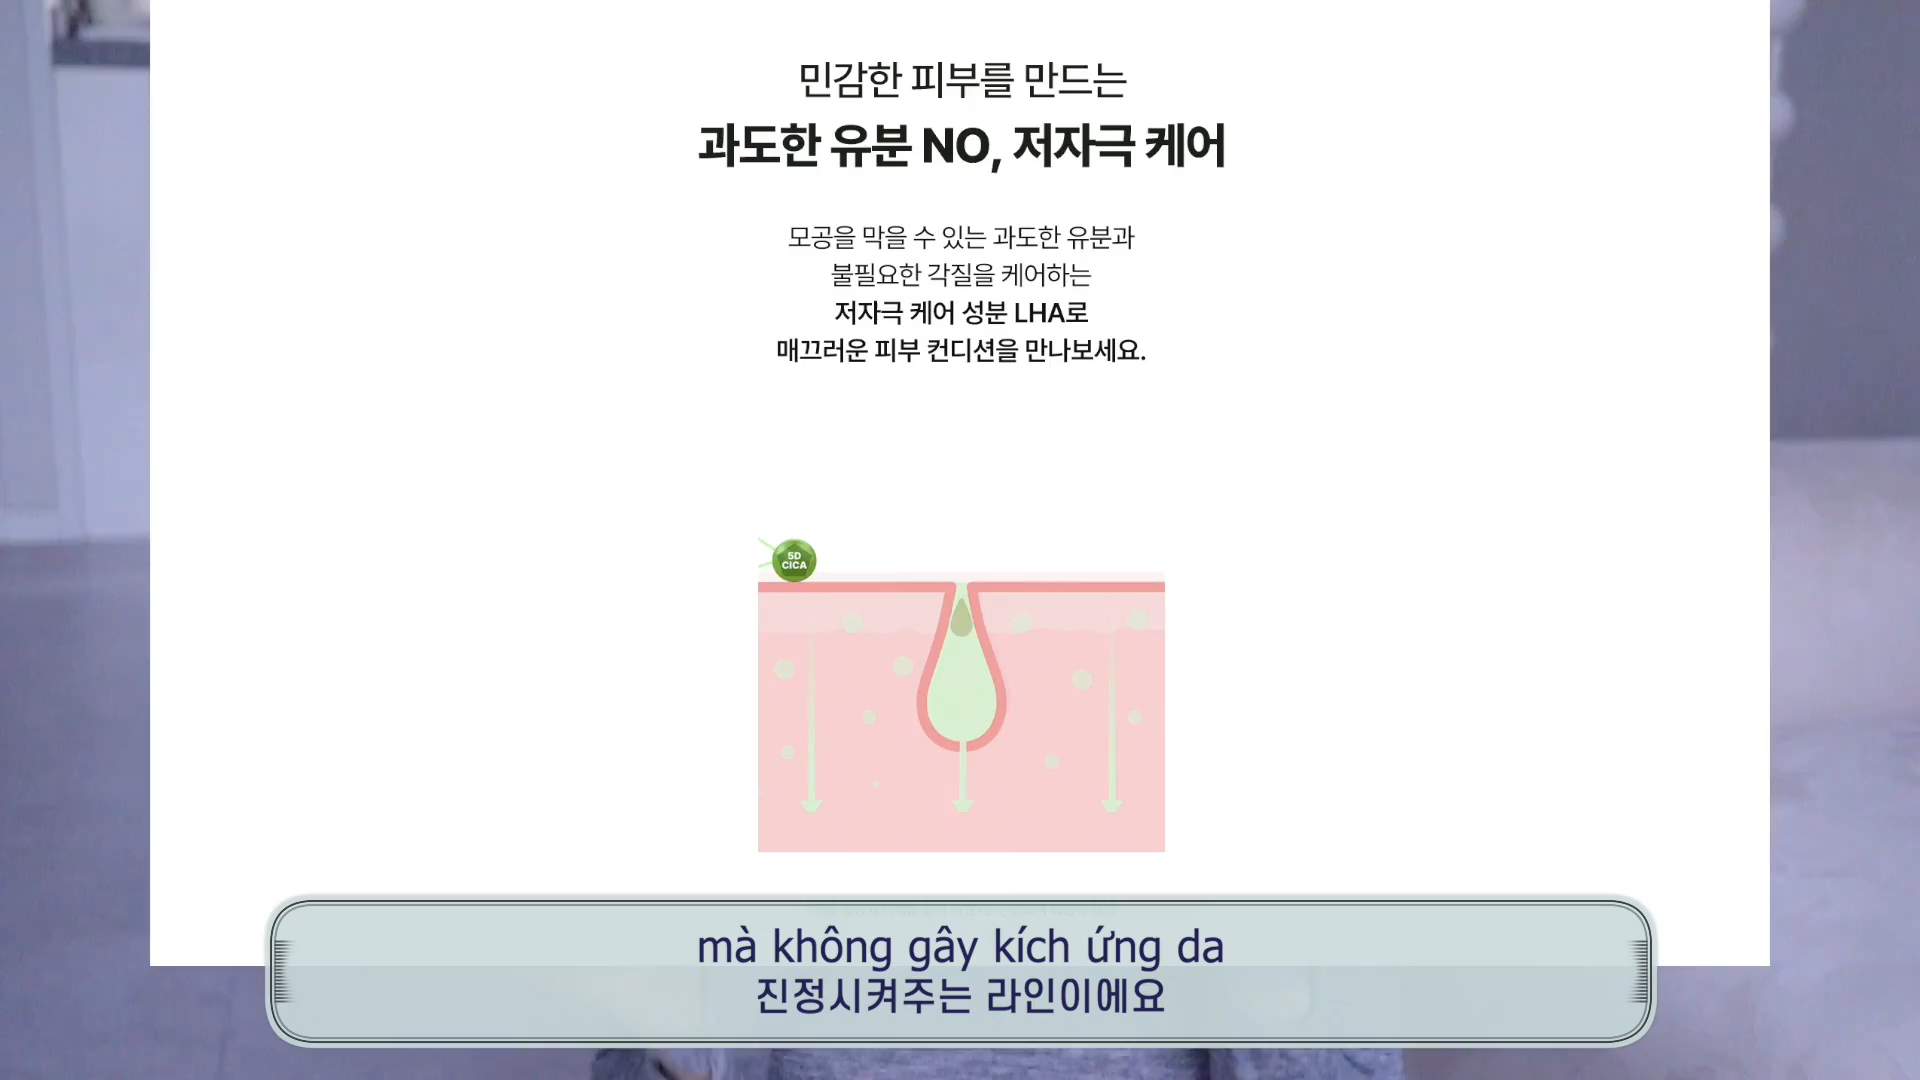 민감한 피부를 만드는
과도한 유분 NO, 저자극 케어
모공을 막을 수 있는 과도한 유분과
불필요한 각질을 케어하는
저자극 케어 성분 LHA로
매끄러운 피부 컨디션을 만나보세요.
5D
CICA
mà không gây kích ứng da
진정시켜주는 라인이에요